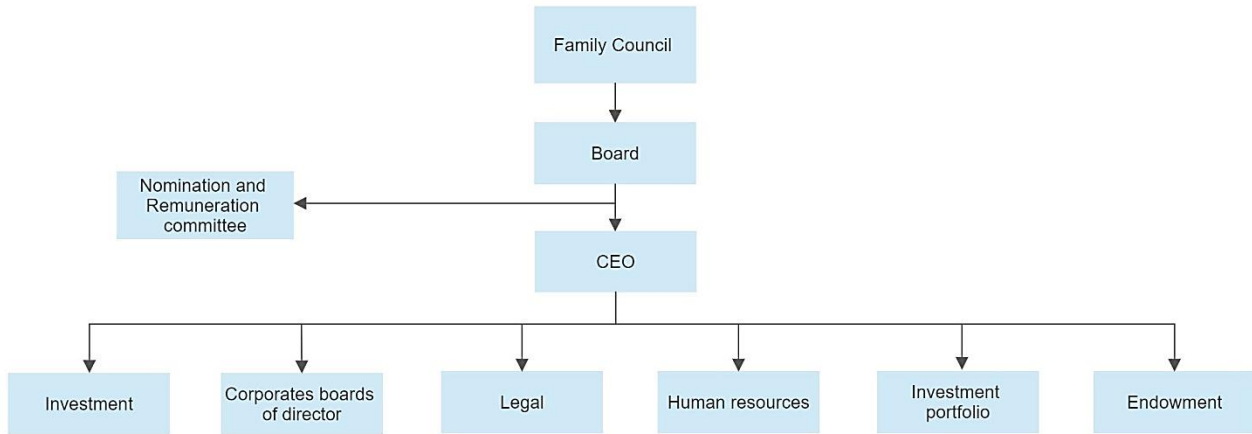 Family Council
Board
Nomination and
Remuneration
committee
CEO
Investment
Corporates boards
of director
Legal
Human resources
Investment
portfolio
Endowment